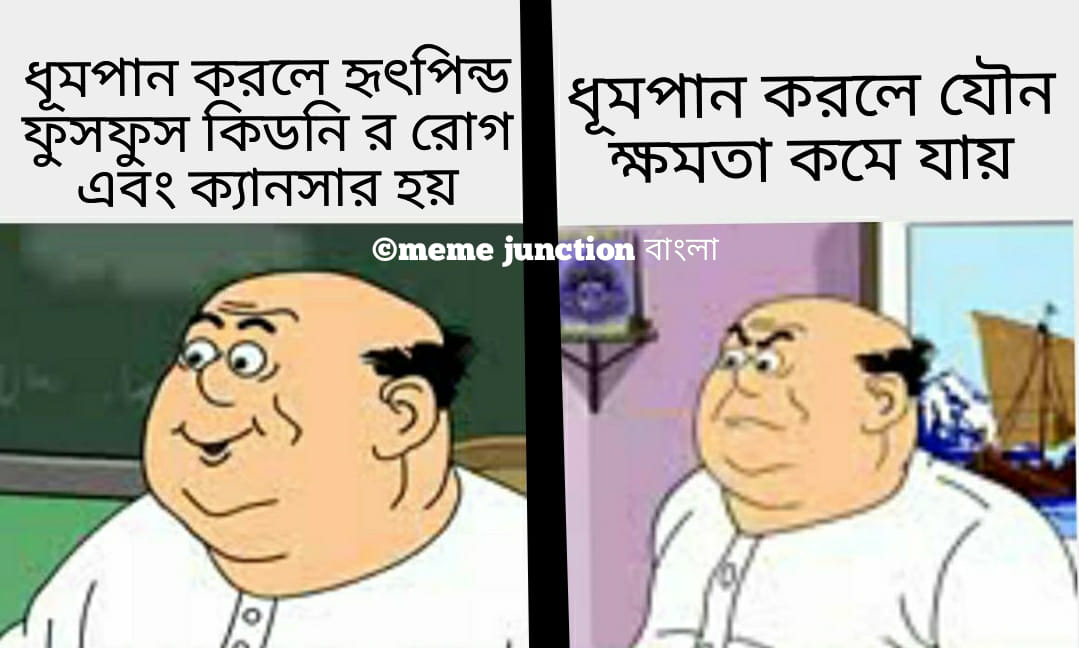 ধূমপান করলে হৃৎপিন্ড
ফুসফুস কিডনি র রোগ
এবং ক্যানসার হয়
ধূমপান করলে যৌন
ক্ষমতা কমে যায়
©meme junction বাংলা